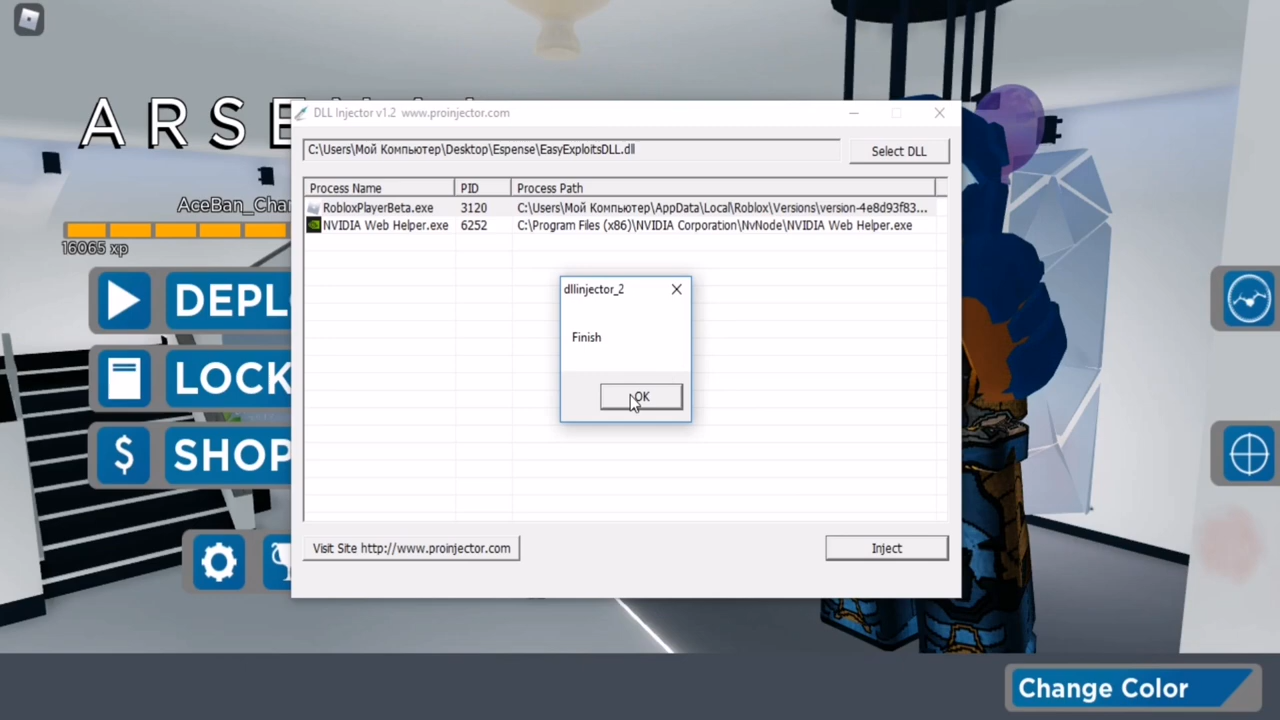 ARSE
DLL Injector v1.2 www.proinjector.com
C:\Users\Мой Компьютер\Desktop\Espense\EasyExploitsDLL.dll
Select DLL
Process Name PID Process Path
RobloxPlayerBeta.exe 3120 C:\Users\Мой Компьютер\AppData\Local\Roblox\Versions\version-4e8d93f83...
NVIDIA Web Helper.exe 6252 C:\Program Files (x86)\NVIDIA Corporation\NvNode\NVIDIA Web Helper.exe
AceBan_Cha
16065 xp
DEPL
LOCK
$ SHOP
dllinjector_2
Finish
OK
Visit Site http://www.proinjector.com
Inject
Change Color